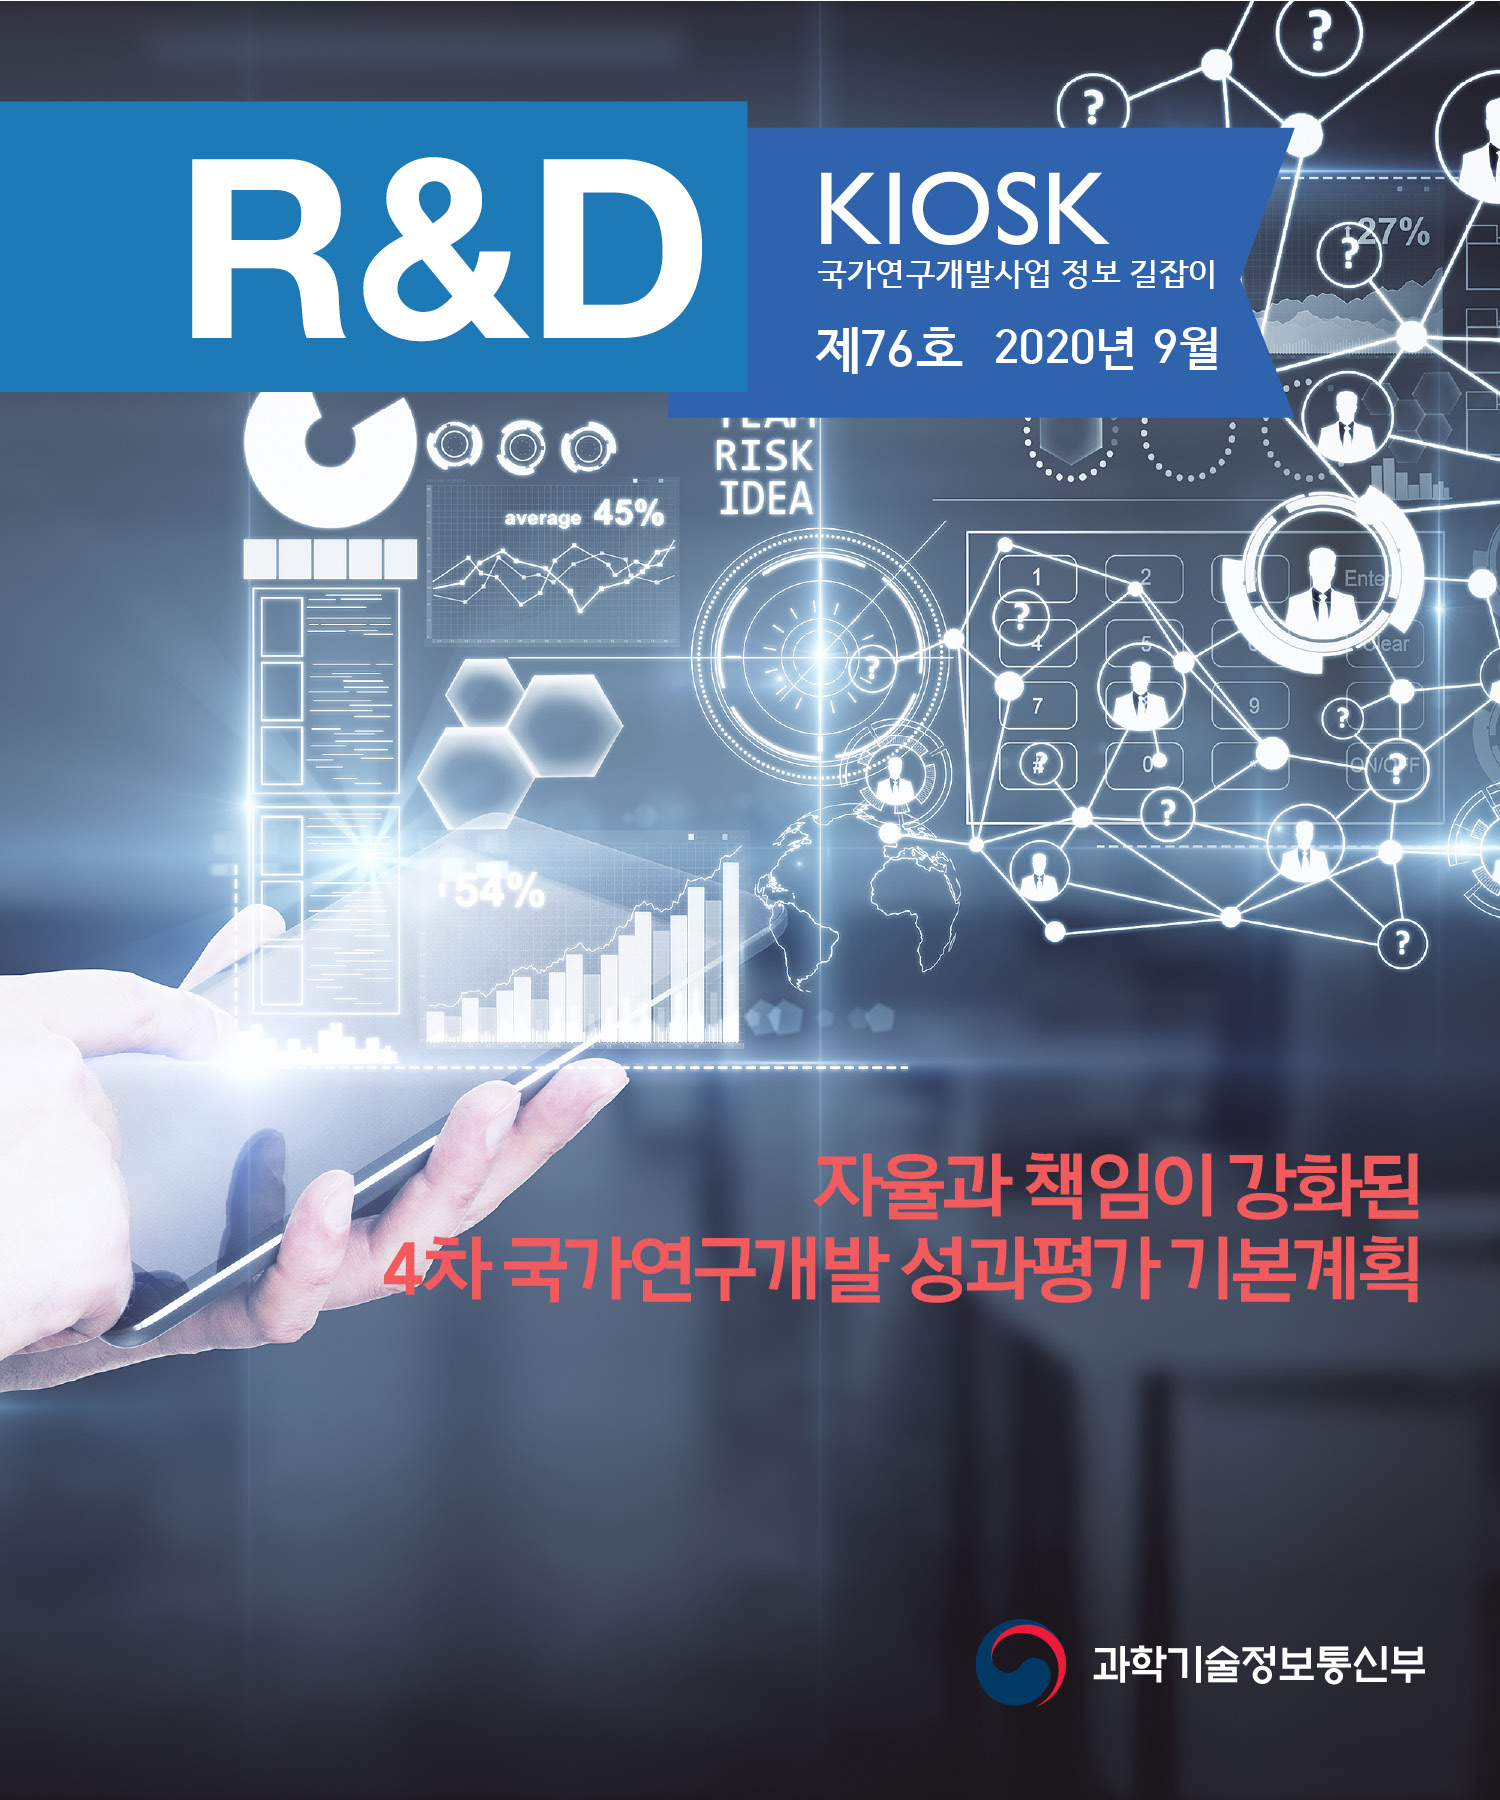 R&D
KIOSK
국가연구개발사업 정보 길잡이
제76호 2020년 9월
27%
RISK
IDEA
average 45%
1 2 Enter
4 5 Clear
7 9
# 0 ON/OFF
54%
자율과 책임이 강화된
4차 국가연구개발 성과평가 기본계획
과학기술정보통신부